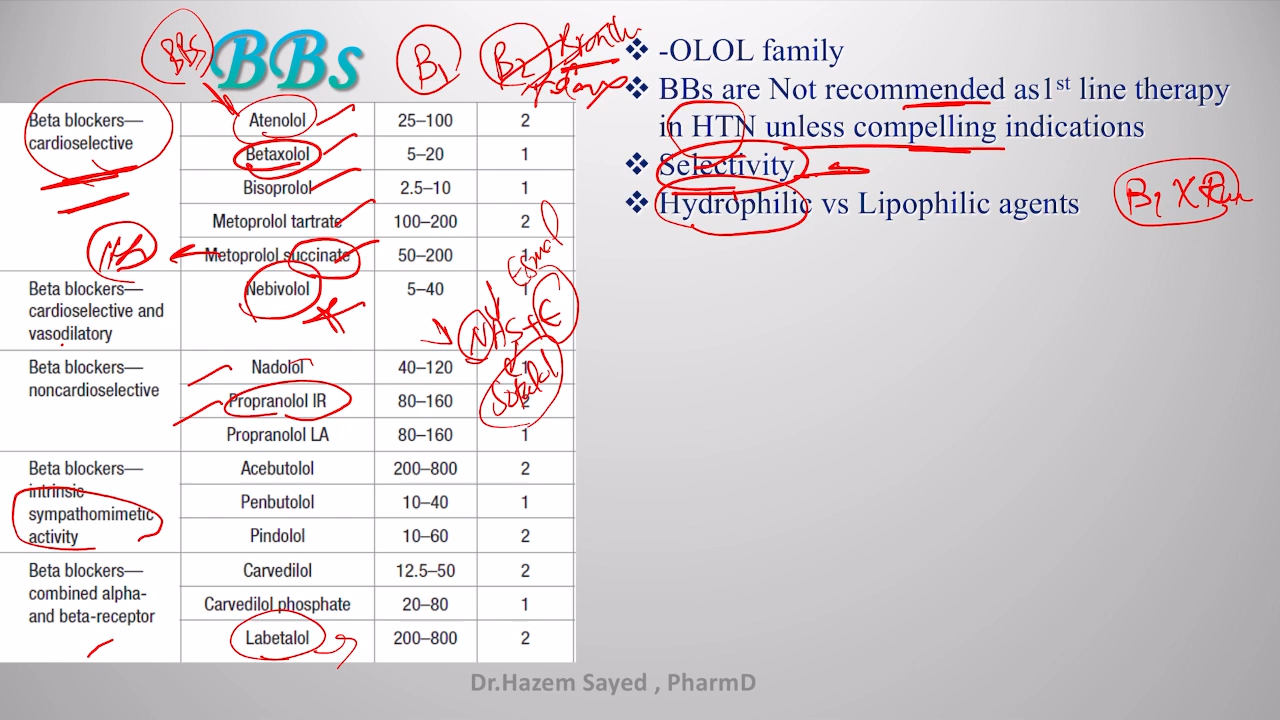 BBs
BBs
B1
B2
-OLOL family
BBs are Not recommended as1st line therapy
in HTN unless compelling indications
Selectivity
Hydrophilic vs Lipophilic agents
Beta blockers—
cardioselective
Atenolol 25–100 2
Betaxolol 5–20 1
Bisoprolol 2.5–10 1
Metoprolol tartrate 100–200 2
Metoprolol succinate 50–200 1
Beta blockers—
cardioselective and
vasodilatory
Nebivolol 5–40 1
Esmol
Beta blockers—
noncardioselective
Nadolol 40–120 1
Propranolol IR 80–160 2
Propranolol LA 80–160 1
Sotalol
Beta blockers—
intrinsic
sympathomimetic
activity
Acebutolol 200–800 2
Penbutolol 10–40 1
Pindolol 10–60 2
Beta blockers—
combined alpha-
and beta-receptor
Carvedilol 12.5–50 2
Carvedilol phosphate 20–80 1
Labetalol 200–800 2
Dr.Hazem Sayed , PharmD